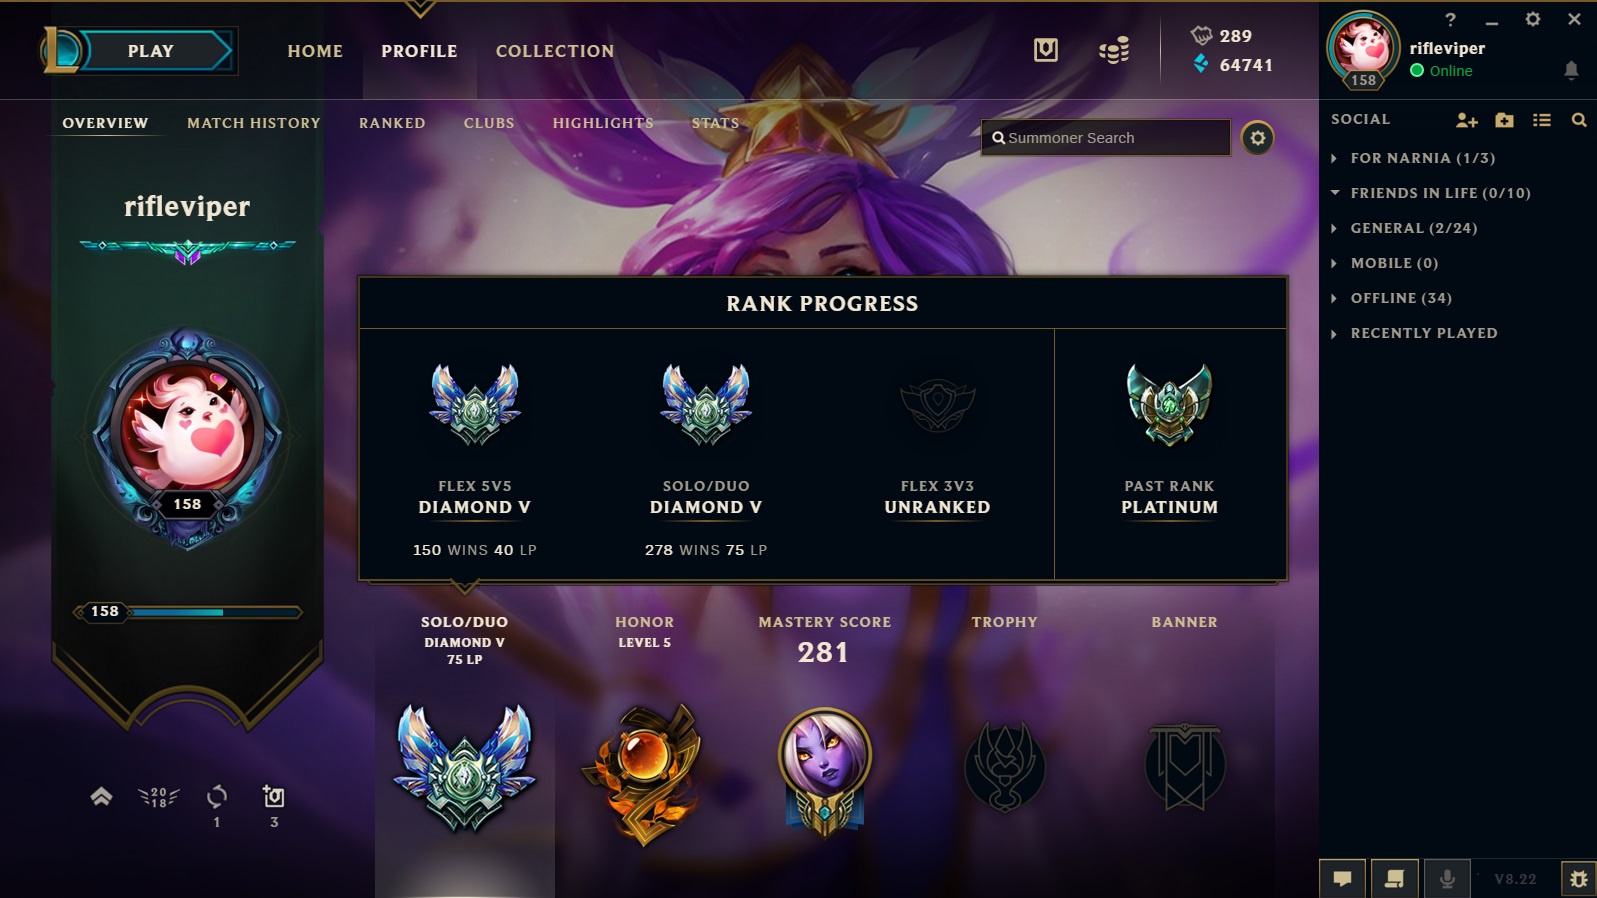 PLAY
HOME
PROFILE
COLLECTION
289
64741
rifleviper
158
Online
OVERVIEW
MATCH HISTORY
RANKED
CLUBS
HIGHLIGHTS
STATS
Summoner Search
SOCIAL
FOR NARNIA (1/3)
FRIENDS IN LIFE (0/10)
GENERAL (2/24)
MOBILE (0)
OFFLINE (34)
RECENTLY PLAYED
rifleviper
158
158
2018
1
3
RANK PROGRESS
FLEX 5V5
DIAMOND V
150 WINS 40 LP
SOLO/DUO
DIAMOND V
278 WINS 75 LP
FLEX 3V3
UNRANKED
PAST RANK
PLATINUM
SOLO/DUO
DIAMOND V
75 LP
HONOR
LEVEL 5
MASTERY SCORE
281
TROPHY
BANNER
V8.22